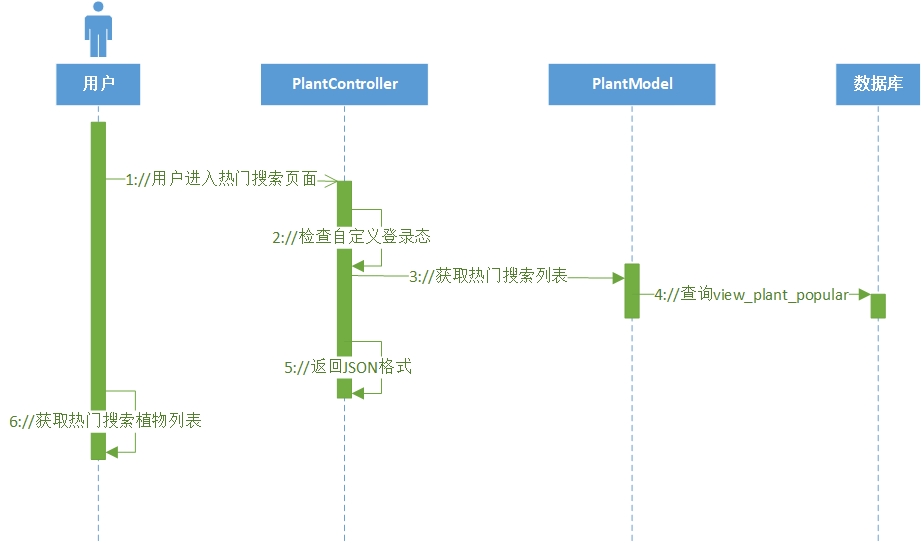 用户
PlantController
PlantModel
数据库
1://用户进入热门搜索页面
2://检查自定义登录态
3://获取热门搜索列表
4://查询view_plant_popular
5://返回JSON格式
6://获取热门搜索植物列表